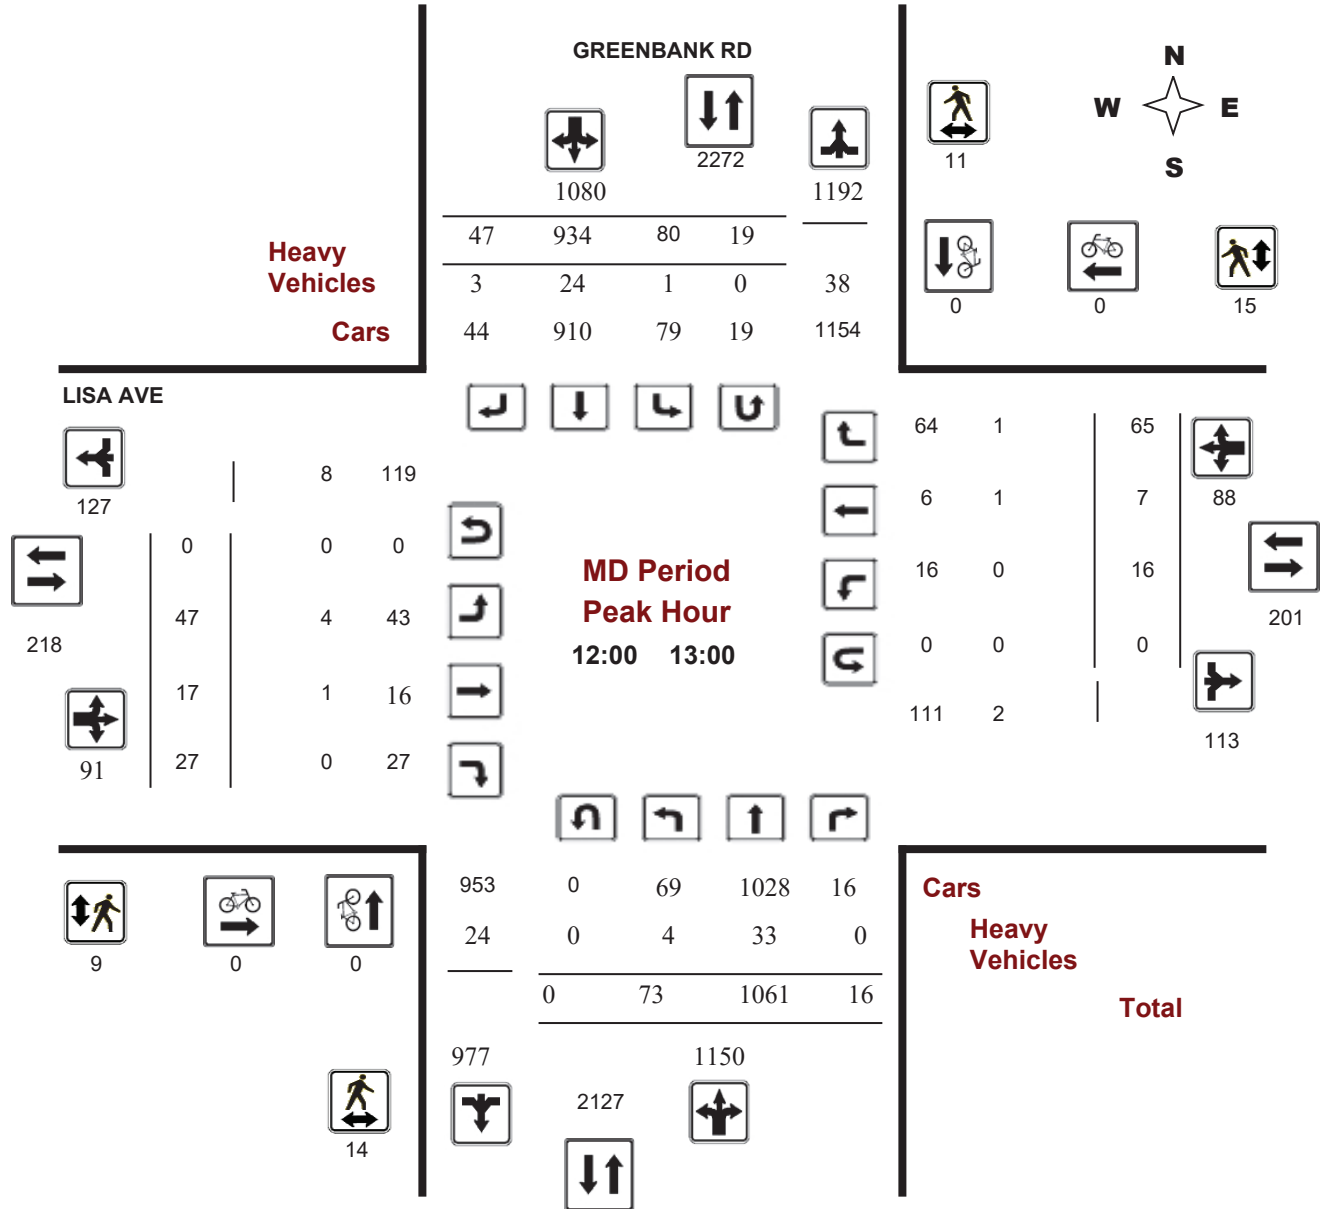 GREENBANK RD
N
W E
S
2272
11
1080 1192
47 934 80 19
Heavy
Vehicles 3 24 1 0 38
Cars 44 910 79 19 1154
0 0 15
LISA AVE
64 1 65
8 119
127
6 1 7 88
0 0 0
MD Period
16 0 16
Peak Hour
47 4 43
201
218
12:00 13:00
0 0 0
17 1 16
111 2
113
91 27 0 27
953 0 69 1028 16 Cars
24 0 4 33 0 Heavy
Vehicles
9 0 0
0 73 1061 16 Total
977 1150
2127
14